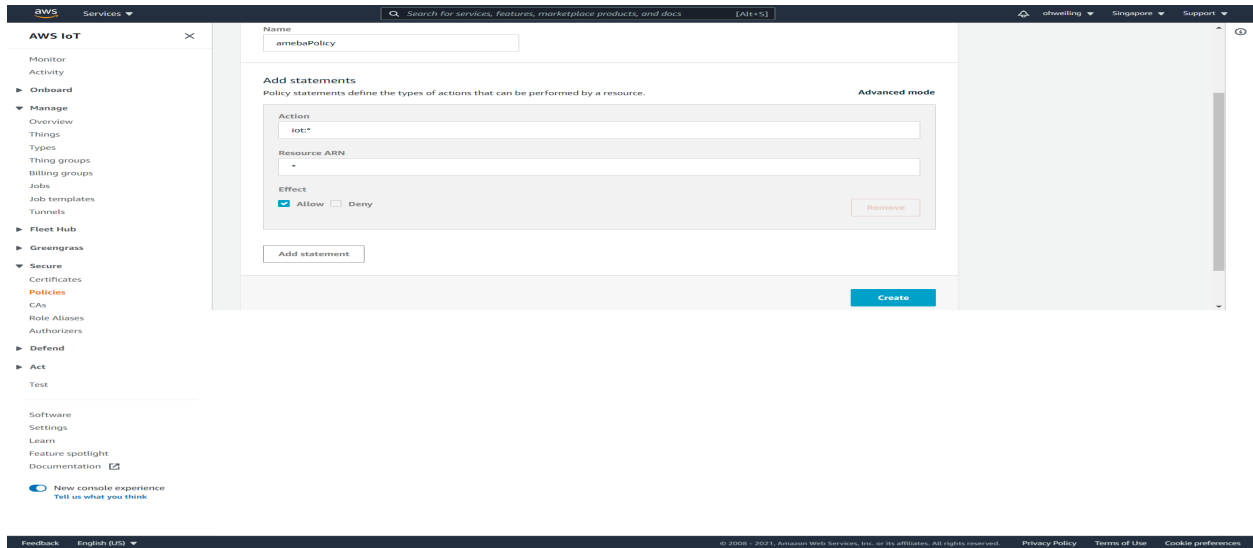 aws Services Search for services, features, marketplace products, and docs [Alt+S] ohweiling Singapore Support
AWS IoT
Monitor
Activity
Onboard
Manage
Overview
Things
Types
Thing groups
Billing groups
Jobs
Job templates
Tunnels
Fleet Hub
Greengrass
Secure
Certificates
Policies
CAs
Role Aliases
Authorizers
Defend
Act
Test
Software
Settings
Learn
Feature spotlight
Documentation
New console experience
Tell us what you think
Name
amebaPolicy
Add statements
Policy statements define the types of actions that can be performed by a resource. Advanced mode
Action
iot:*
Resource ARN
*
Effect
Allow Deny
Remove
Add statement
Create
Feedback English (US) © 2008 - 2021, Amazon Web Services, Inc. or its affiliates. All rights reserved. Privacy Policy Terms of Use Cookie preferences